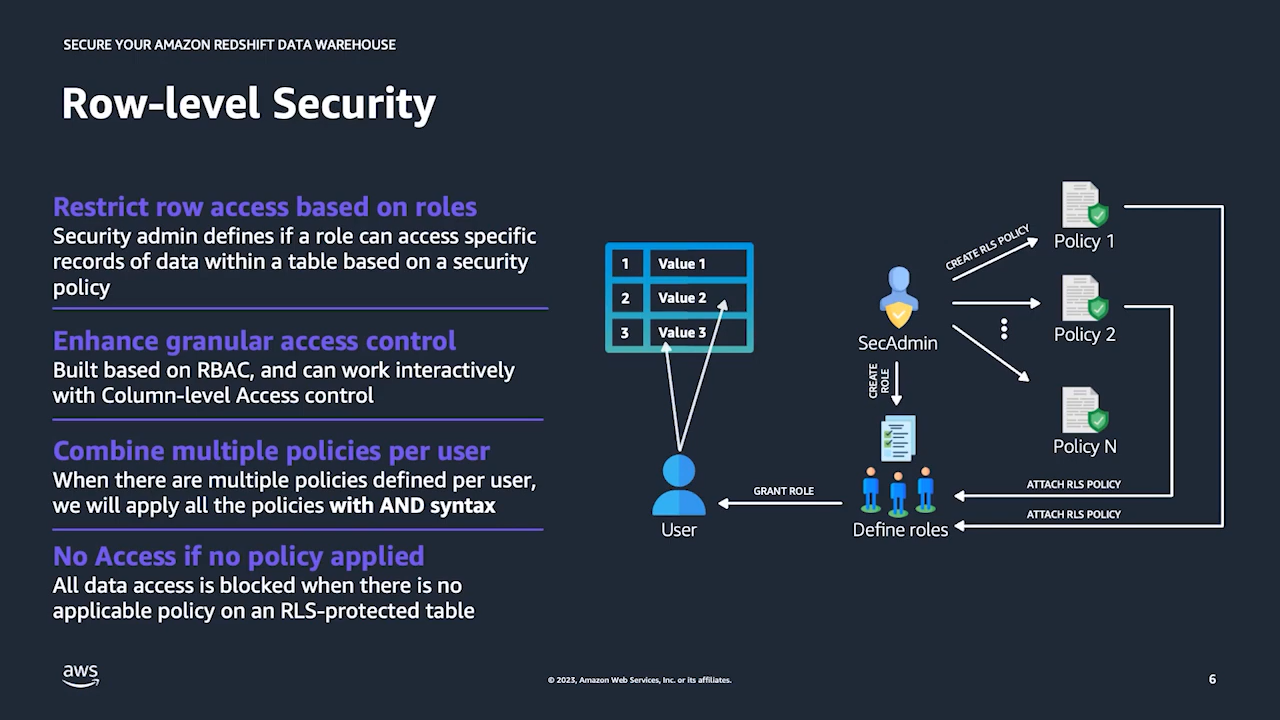 SECURE YOUR AMAZON REDSHIFT DATA WAREHOUSE
Row-level Security
Restrict row access based on roles
Security admin defines if a role can access specific
records of data within a table based on a security
policy
Enhance granular access control
Built based on RBAC, and can work interactively
with Column-level Access control
Combine multiple policies per user
When there are multiple policies defined per user,
we will apply all the policies with AND syntax
No Access if no policy applied
All data access is blocked when there is no
applicable policy on an RLS-protected table
1 Value 1
2 Value 2
3 Value 3
User
GRANT ROLE
SecAdmin
CREATE
ROLE
Define roles
CREATE RLS POLICY
Policy 1
Policy 2
Policy N
ATTACH RLS POLICY
ATTACH RLS POLICY
aws
© 2023, Amazon Web Services, Inc. or its affiliates.
6